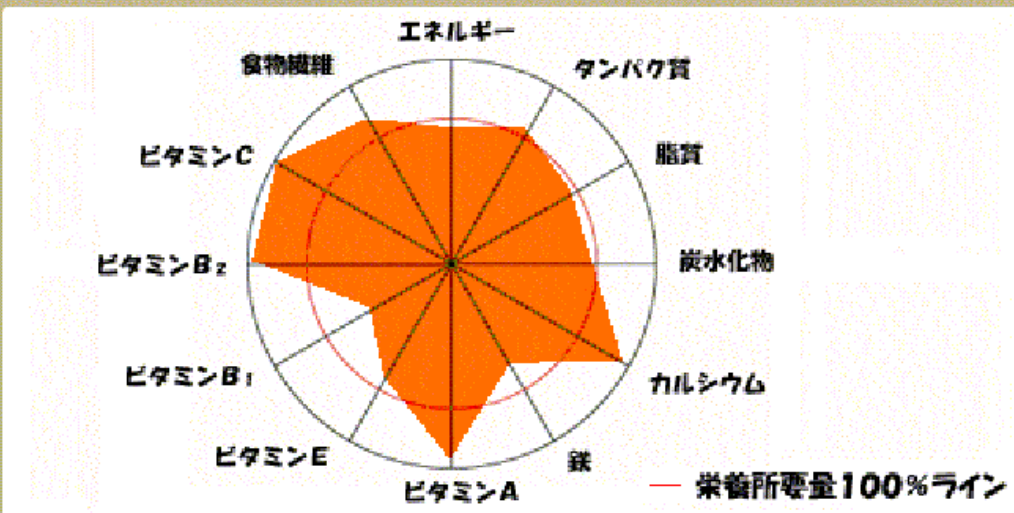 エネルギー
食物繊維
タンパク質
ビタミンC
脂質
ビタミンB₂
炭水化物
ビタミンB₁
カルシウム
ビタミンE
鉄
ビタミンA
栄養所要量100%ライン